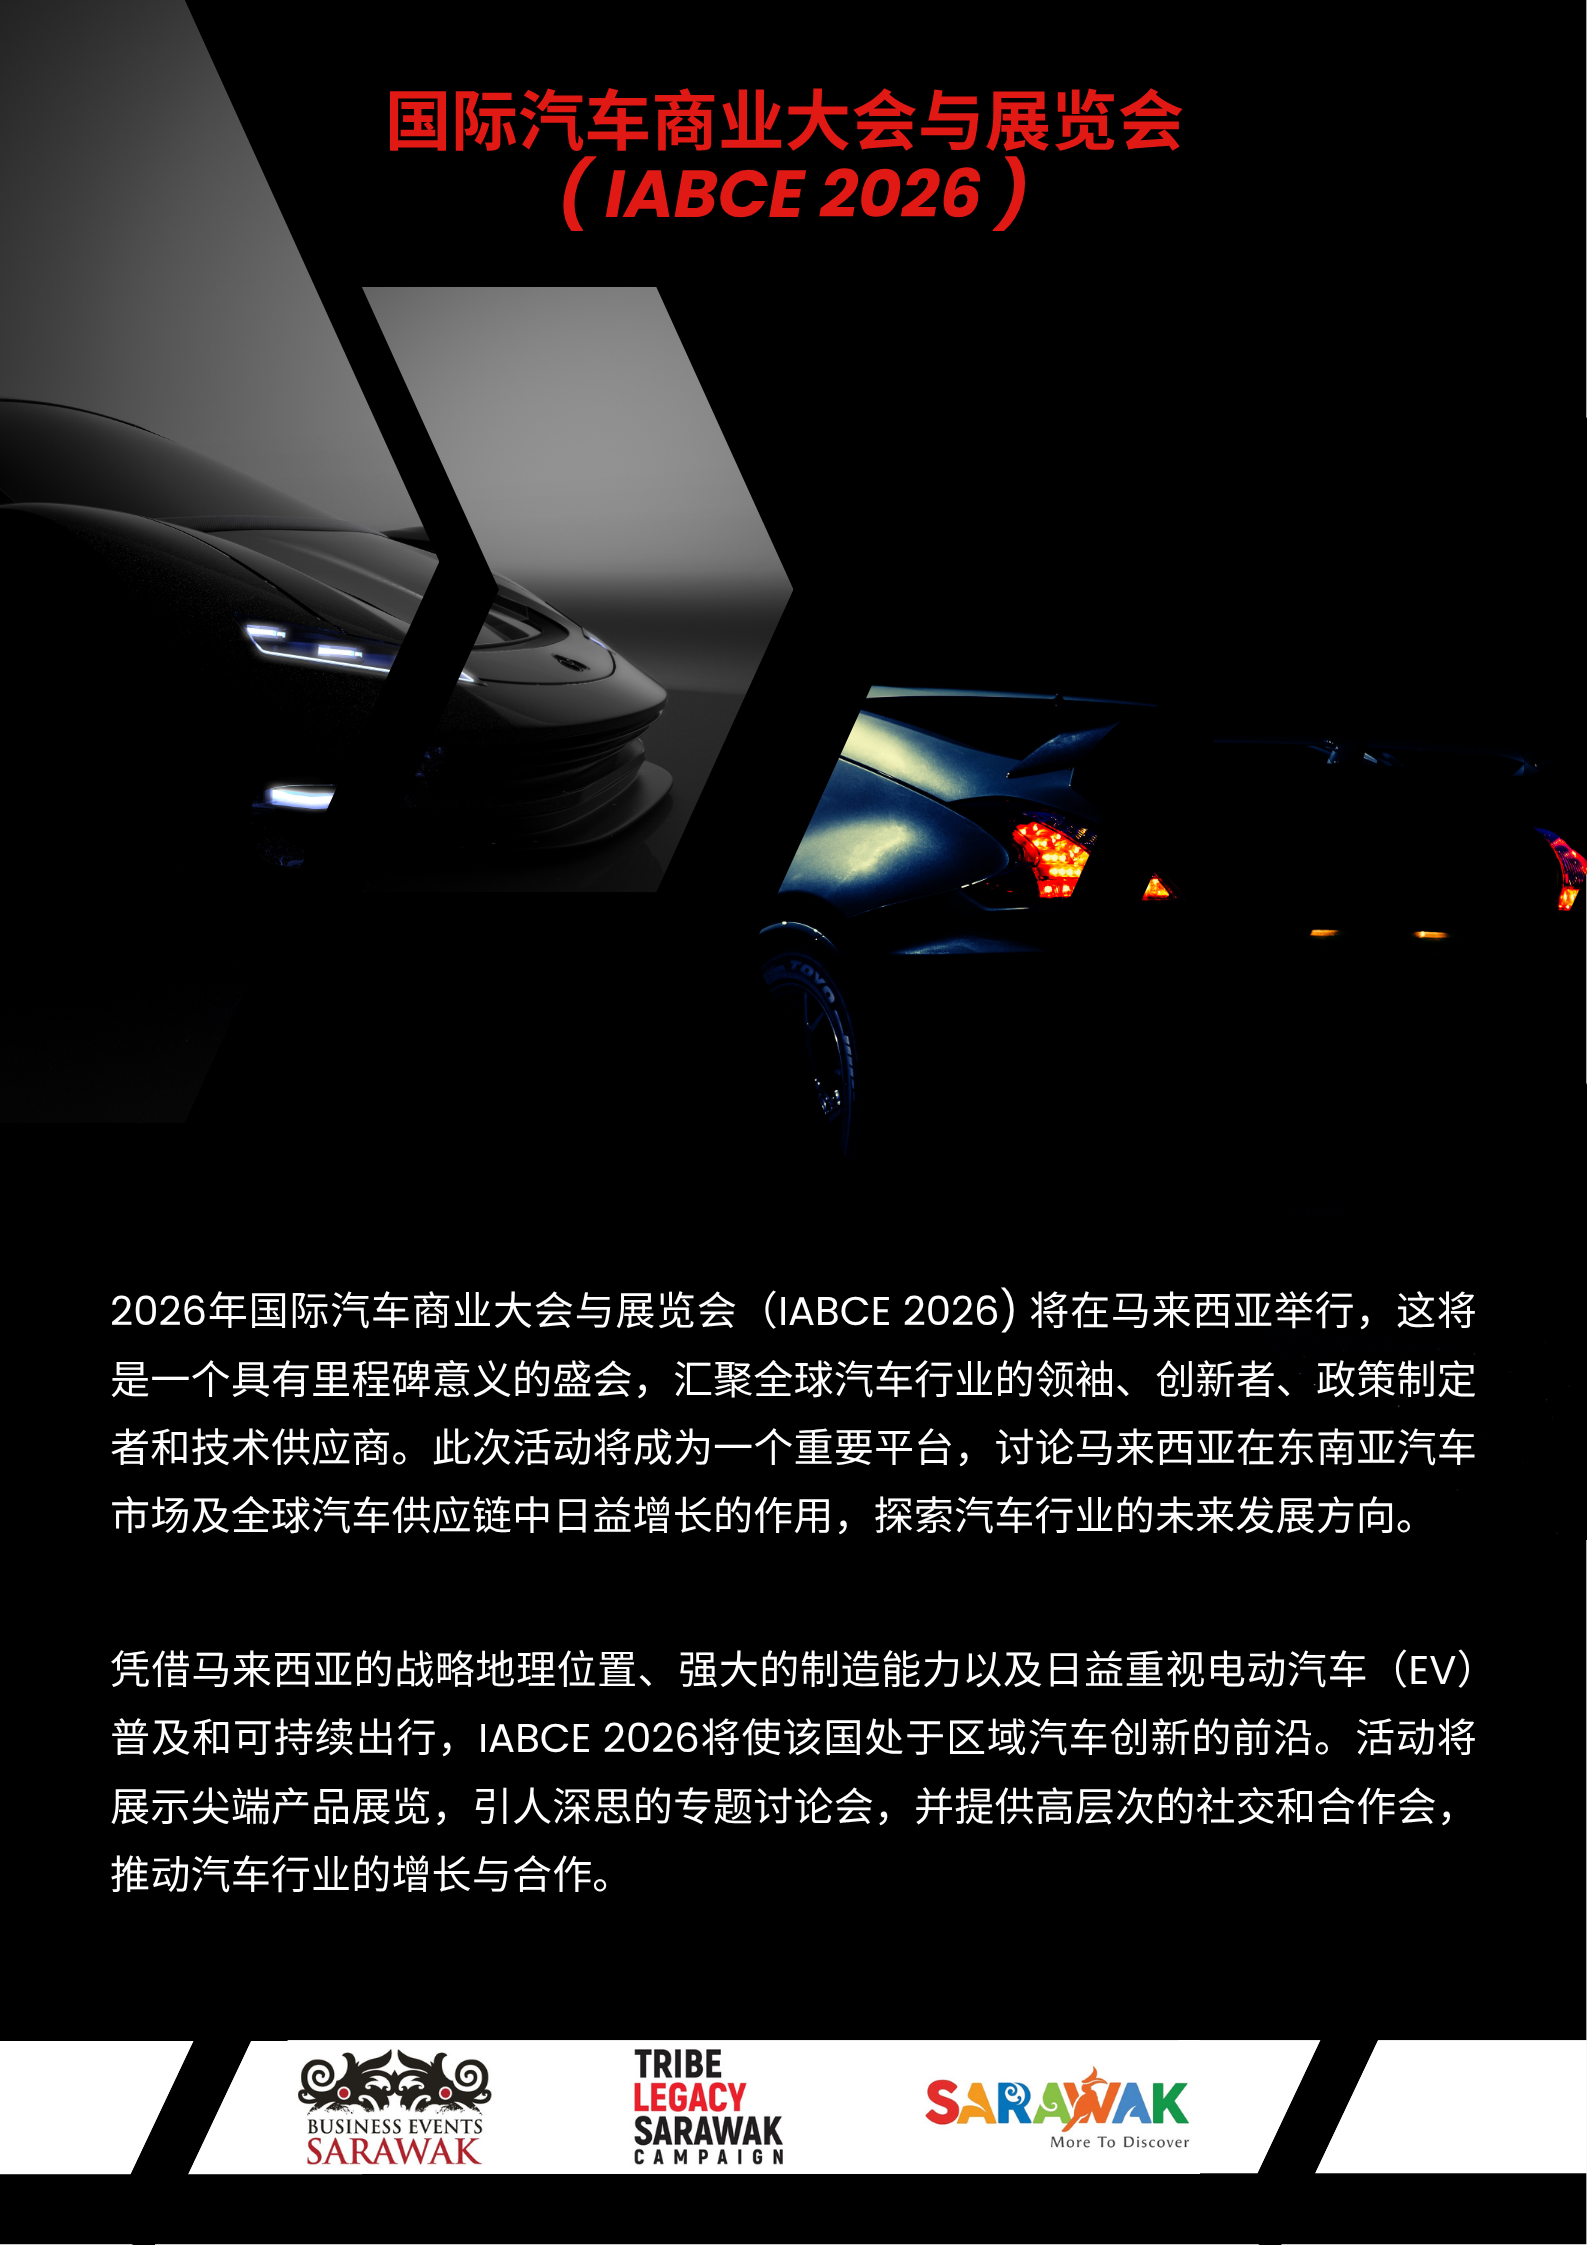 国际汽车商业大会与展览会
( IABCE 2026 )
TOYO
2026年国际汽车商业大会与展览会（IABCE 2026) 将在马来西亚举行，这将
是一个具有里程碑意义的盛会，汇聚全球汽车行业的领袖、创新者、政策制定
者和技术供应商。此次活动将成为一个重要平台，讨论马来西亚在东南亚汽车
市场及全球汽车供应链中日益增长的作用，探索汽车行业的未来发展方向。
凭借马来西亚的战略地理位置、强大的制造能力以及日益重视电动汽车（EV）
普及和可持续出行，IABCE 2026将使该国处于区域汽车创新的前沿。活动将
展示尖端产品展览，引人深思的专题讨论会，并提供高层次的社交和合作会，
推动汽车行业的增长与合作。
BUSINESS EVENTS
SARAWAK
TRIBE
LEGACY
SARAWAK
CAMPAIGN
SARAWAK
More To Discover